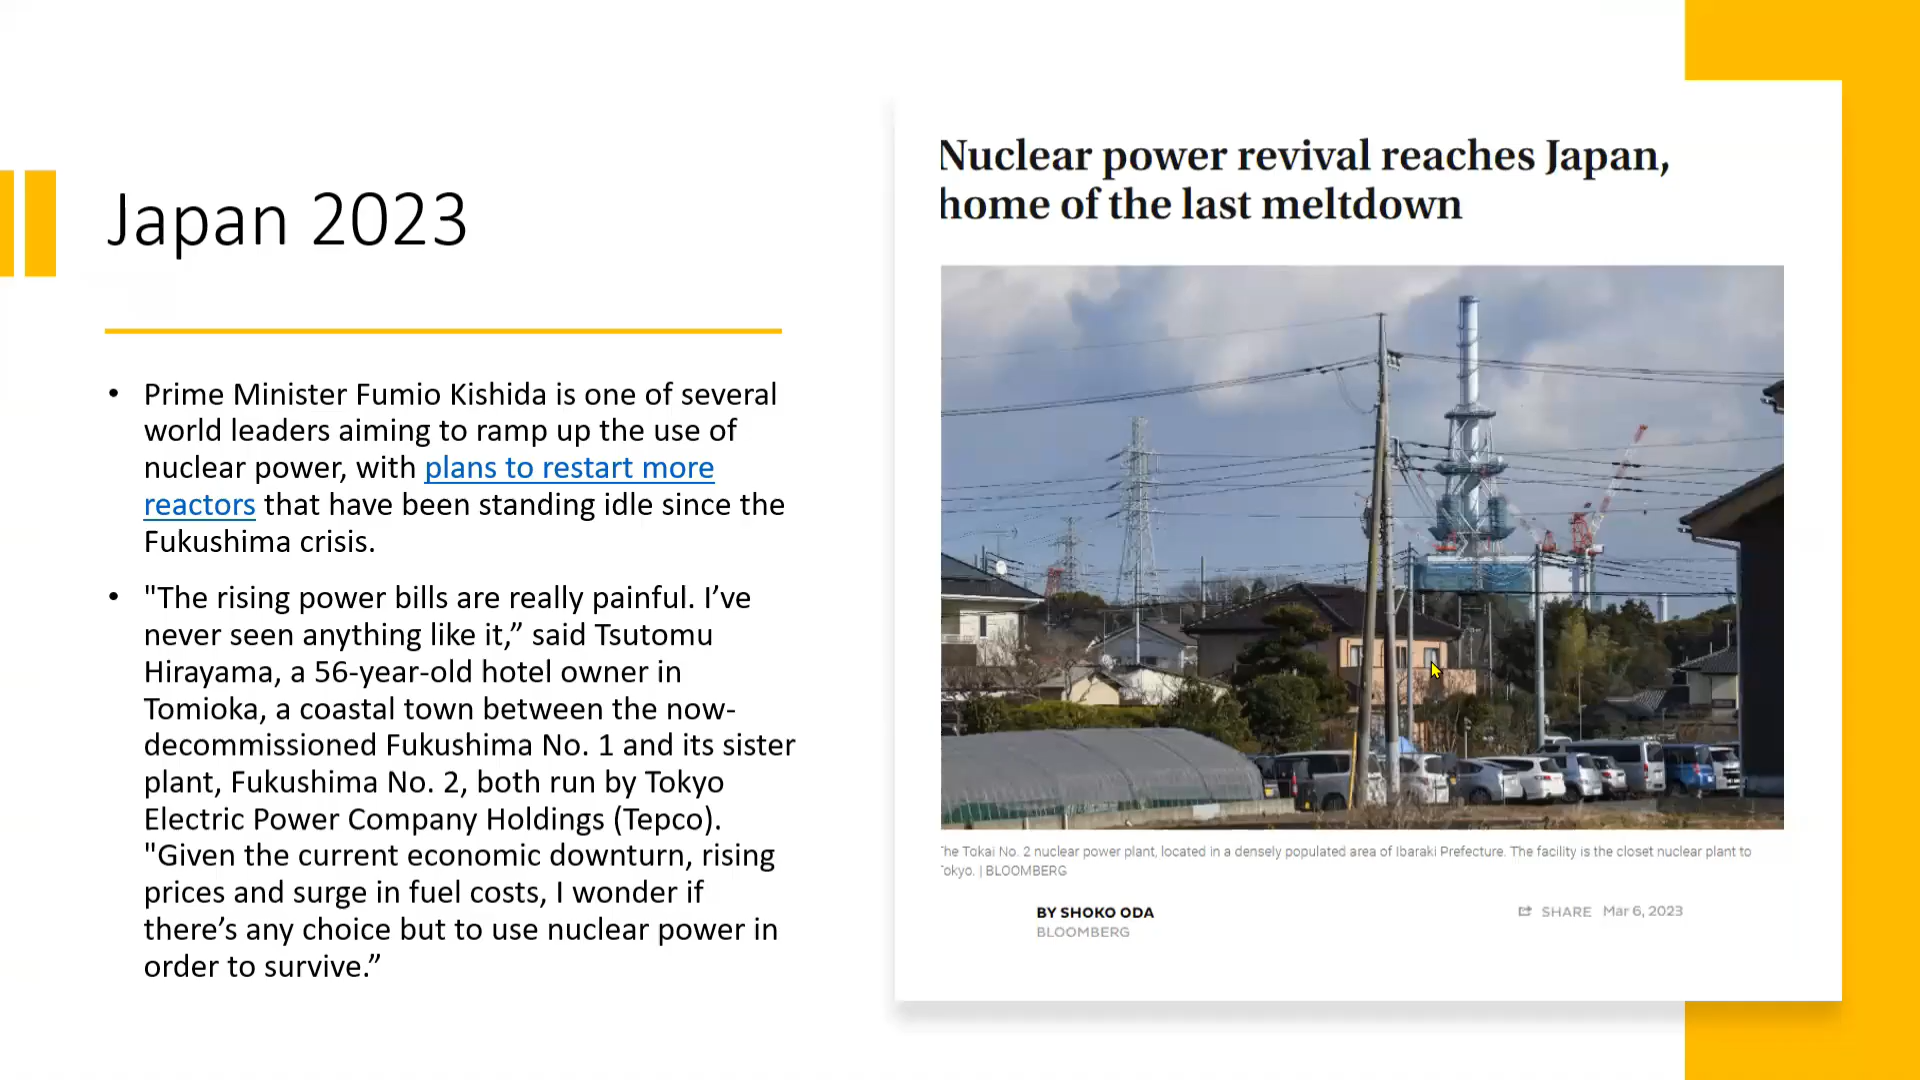 Japan 2023
• Prime Minister Fumio Kishida is one of several
world leaders aiming to ramp up the use of
nuclear power, with plans to restart more
reactors that have been standing idle since the
Fukushima crisis.
• "The rising power bills are really painful. I’ve
never seen anything like it,” said Tsutomu
Hirayama, a 56-year-old hotel owner in
Tomioka, a coastal town between the now-
decommissioned Fukushima No. 1 and its sister
plant, Fukushima No. 2, both run by Tokyo
Electric Power Company Holdings (Tepco).
"Given the current economic downturn, rising
prices and surge in fuel costs, I wonder if
there’s any choice but to use nuclear power in
order to survive.”
Nuclear power revival reaches Japan,
home of the last meltdown
he Tokai No. 2 nuclear power plant, located in a densely populated area of Ibaraki Prefecture. The facility is the closet nuclear plant to
okyo. | BLOOMBERG
BY SHOKO ODA
BLOOMBERG
SHARE Mar 6, 2023